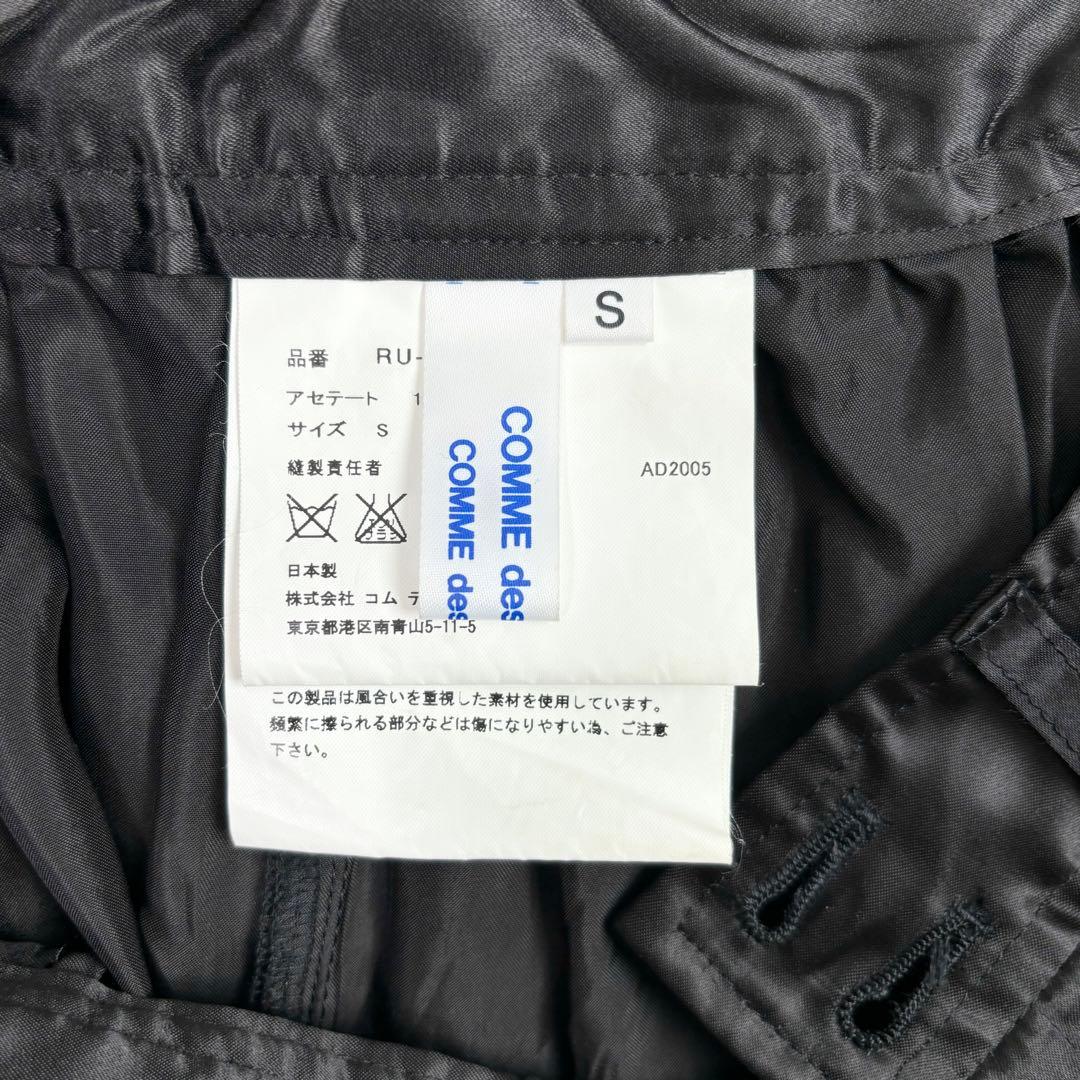 S
品番 RU-
アセテート 1
サイズ S
縫製責任者
AD2005
日本製
株式会社 コム デ
東京都港区南青山5-11-5
COMME des
COMME des
この製品は風合いを重視した素材を使用しています。
頻繁に擦られる部分などは傷になりやすい為、ご注意
下さい。